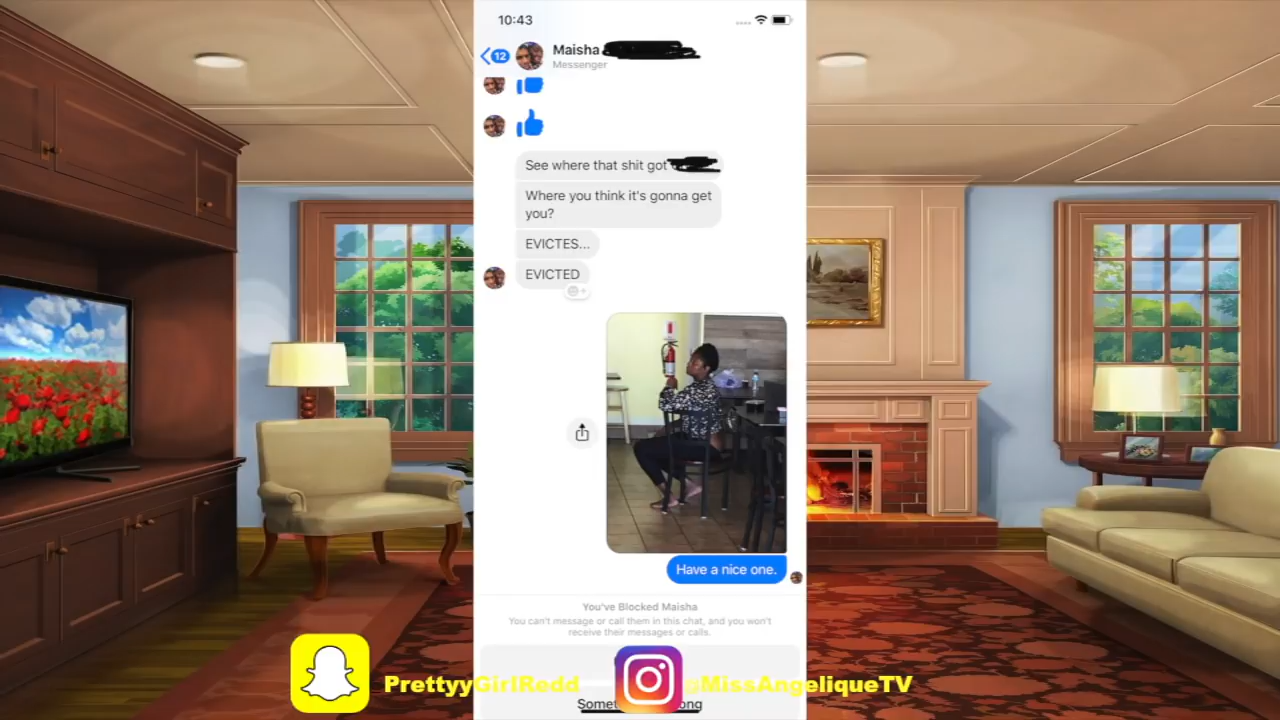 10:43
12
Maisha
Messenger
See where that shit got
Where you think it's gonna get
you?
EVICTES...
EVICTED
Have a nice one.
You've Blocked Maisha
You can't message or call them in this chat, and you won't
receive their messages or calls.
PrettyyGirlRedd
@MissAngeliqueTV